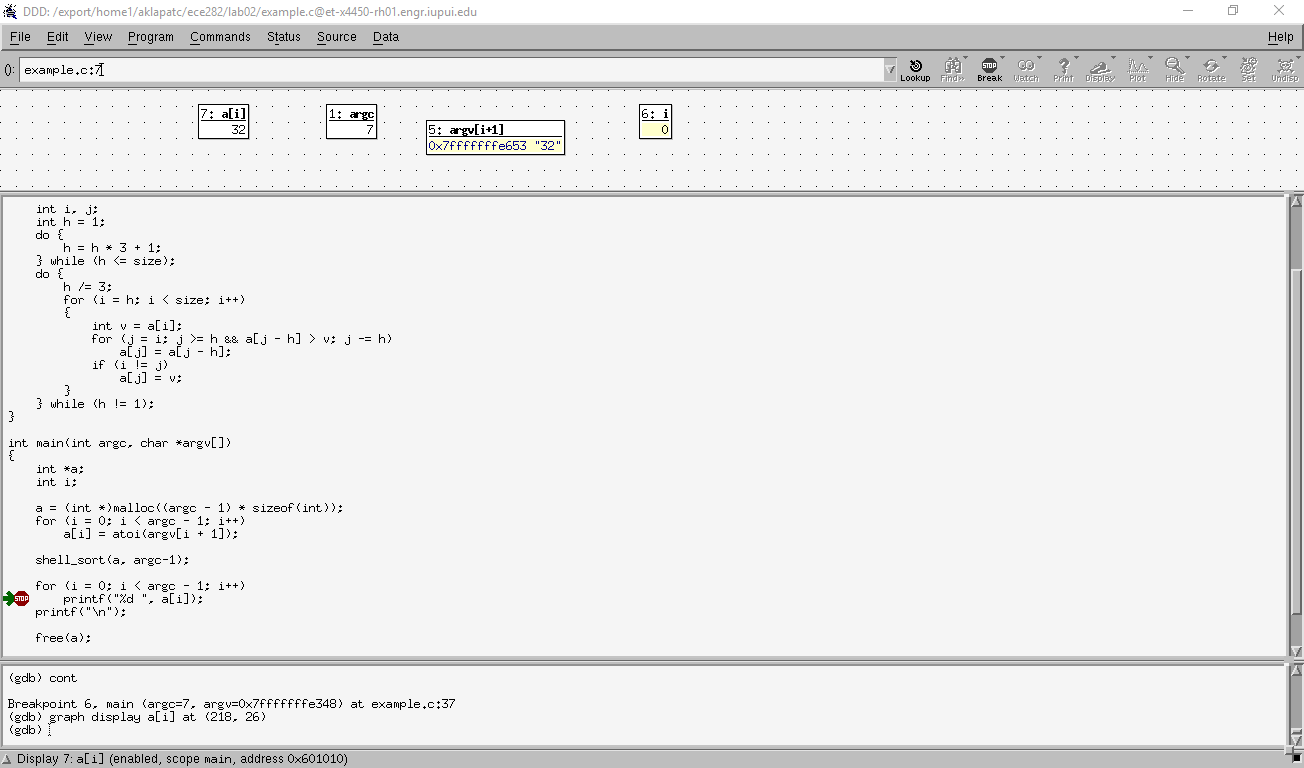 DDD: /export/home1/aklapatc/ece282/lab02/example.c@et-x4450-rh01.engr.iupui.edu
File Edit View Program Commands Status Source Data Help
(): example.c:7
Lookup Find» Break Watch Print Display Plot Hide Rotate Set Undisp
7: a[i]
32
1: argc
7
5: argv[i+1]
0x7fffffffe653 "32"
6: i
0
int i, j;
int h = 1;
do {
h = h * 3 + 1;
} while (h <= size);
do {
h /= 3;
for (i = h; i < size; i++)
{
int v = a[i];
for (j = i; j >= h && a[j - h] > v; j -= h)
a[j] = a[j - h];
if (i != j)
a[j] = v;
}
} while (h != 1);
}
int main(int argc, char *argv[])
{
int *a;
int i;
a = (int *)malloc((argc - 1) * sizeof(int));
for (i = 0; i < argc - 1; i++)
a[i] = atoi(argv[i + 1]);
shell_sort(a, argc-1);
for (i = 0; i < argc - 1; i++)
STOP printf("%d ", a[i]);
printf("\n");
free(a);
(gdb) cont
Breakpoint 6, main (argc=7, argv=0x7fffffffe348) at example.c:37
(gdb) graph display a[i] at (218, 26)
(gdb)
Display 7: a[i] (enabled, scope main, address 0x601010)